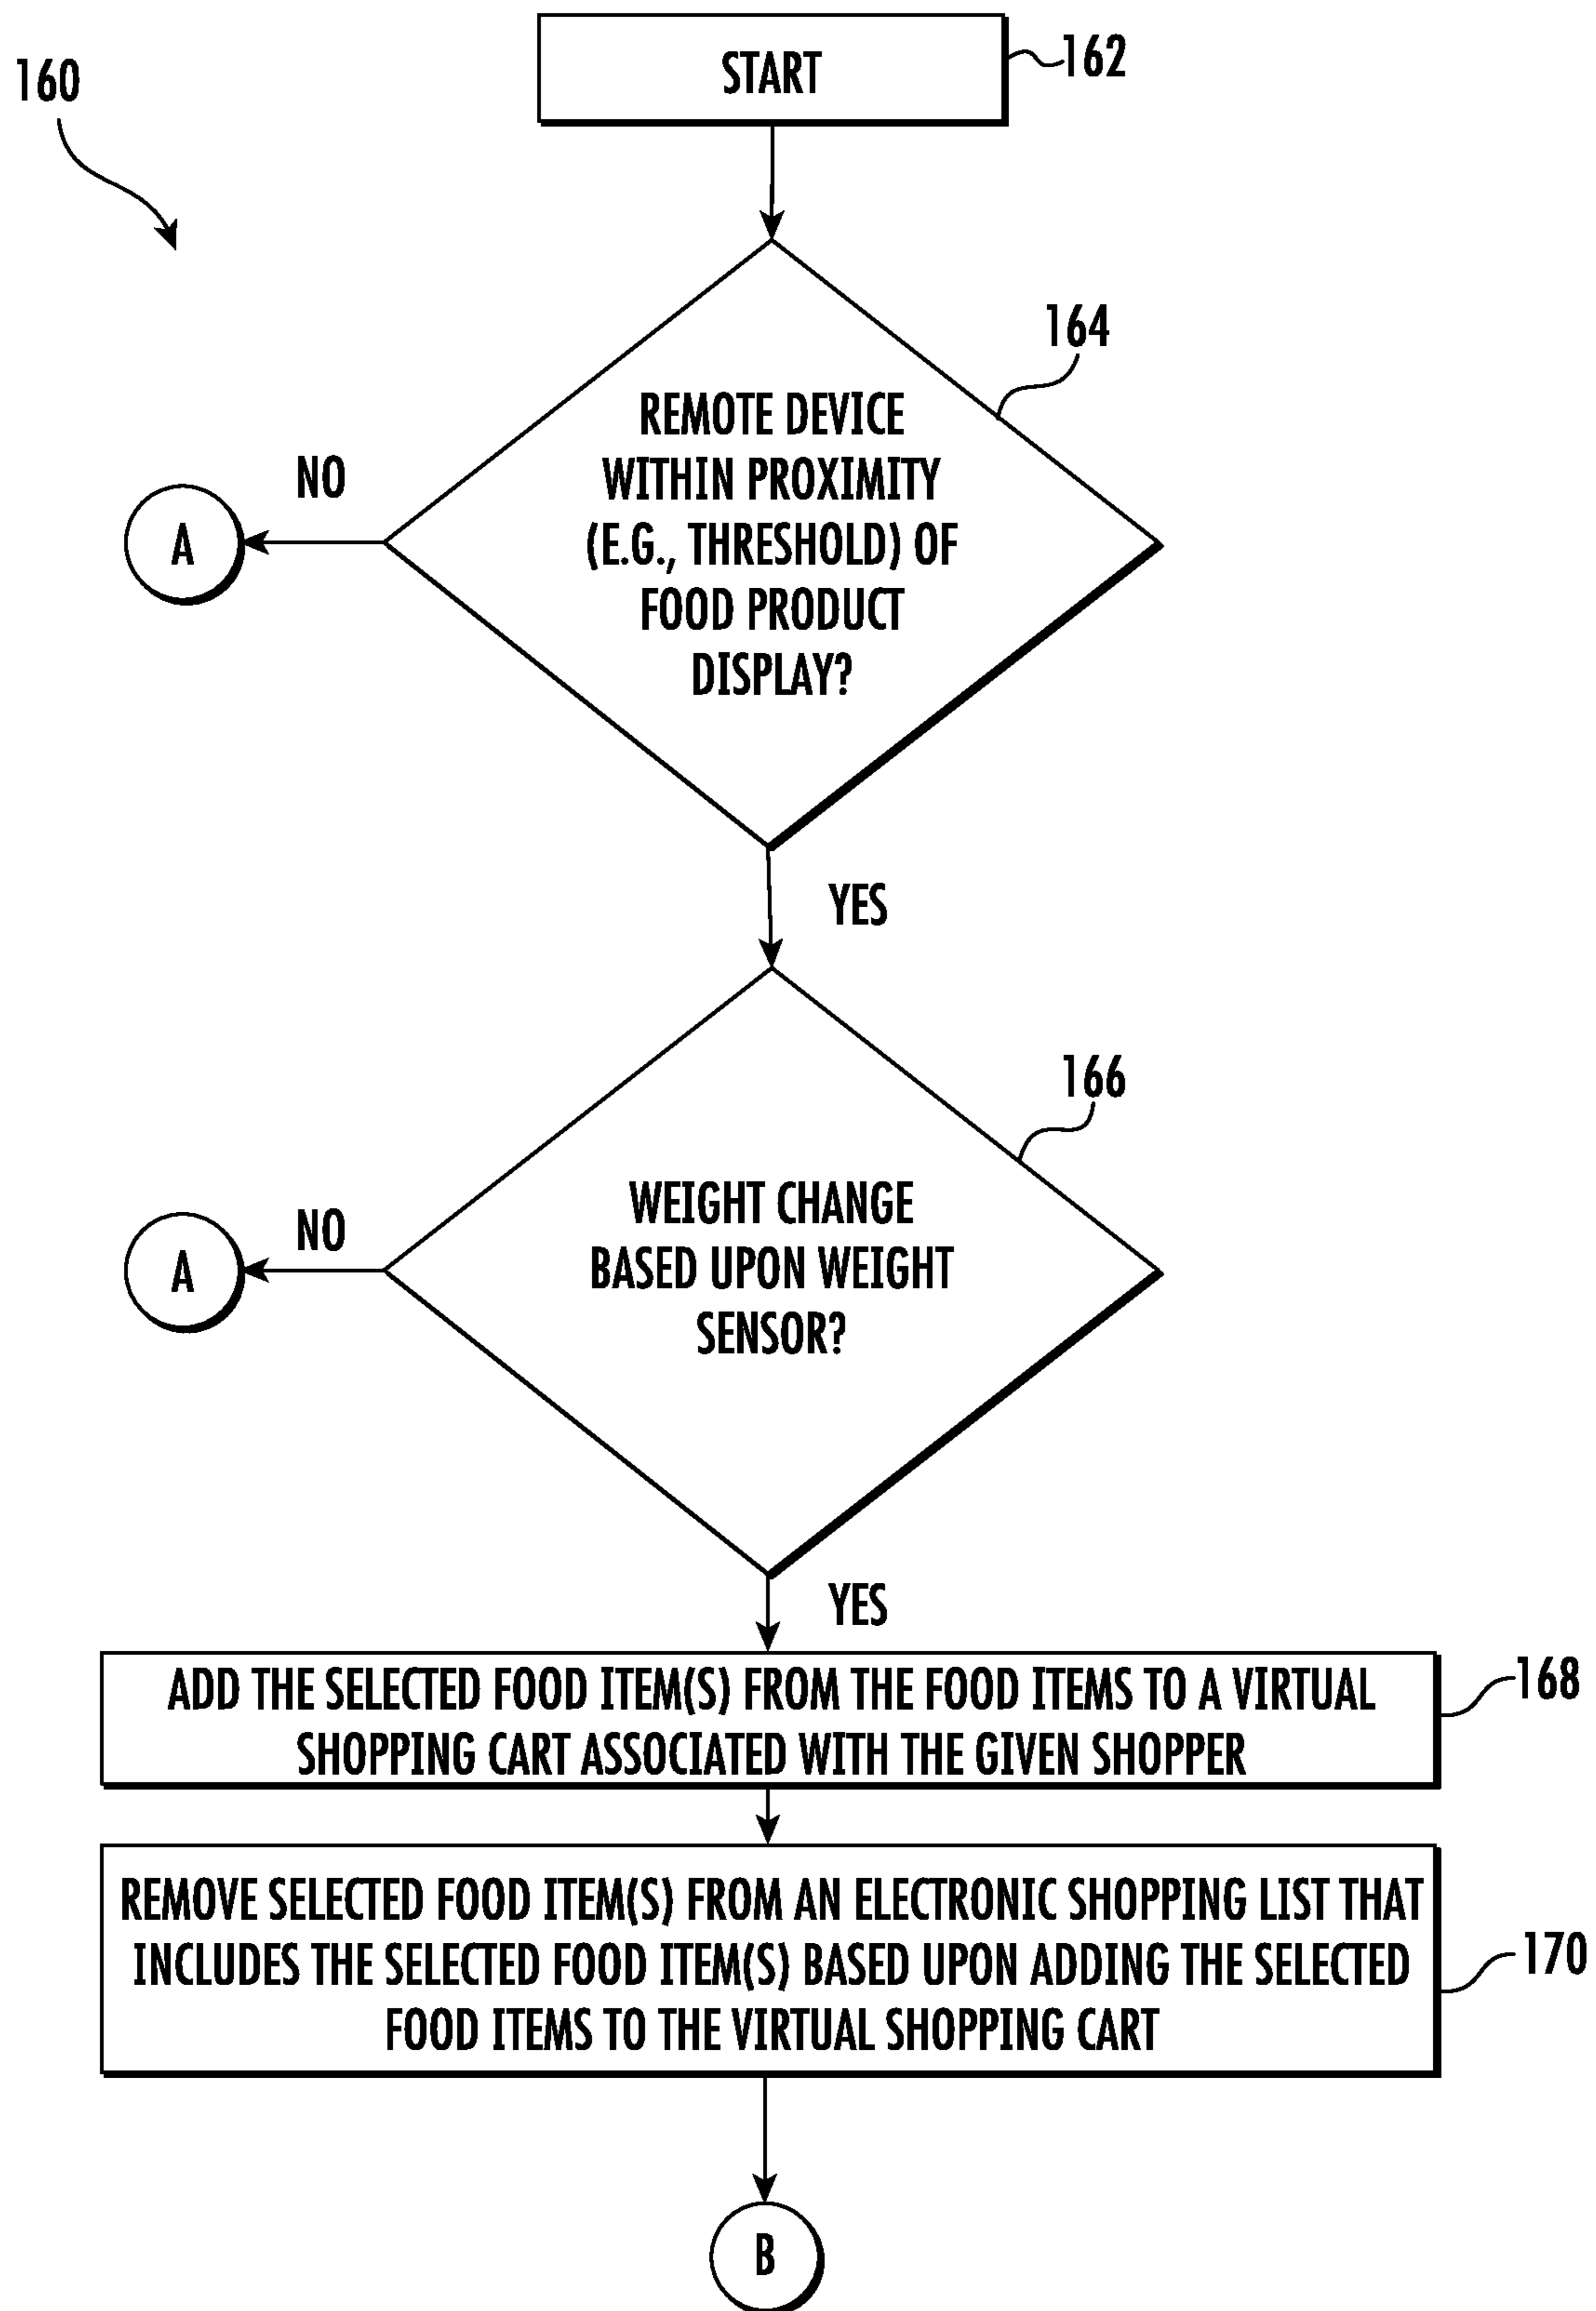 START
162
160
164
REMOTE DEVICE
WITHIN PROXIMITY
(E.G., THRESHOLD) OF
FOOD PRODUCT
DISPLAY?
NO
A
YES
166
WEIGHT CHANGE
BASED UPON WEIGHT
SENSOR?
NO
A
YES
ADD THE SELECTED FOOD ITEM(S) FROM THE FOOD ITEMS TO A VIRTUAL
SHOPPING CART ASSOCIATED WITH THE GIVEN SHOPPER
168
REMOVE SELECTED FOOD ITEM(S) FROM AN ELECTRONIC SHOPPING LIST THAT
INCLUDES THE SELECTED FOOD ITEM(S) BASED UPON ADDING THE SELECTED
FOOD ITEMS TO THE VIRTUAL SHOPPING CART
170
B